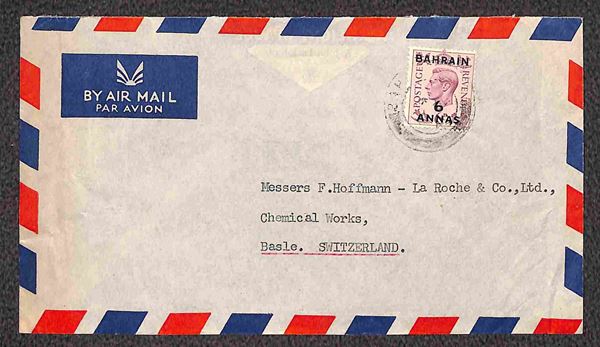 BY AIR MAIL
PAR AVION
BAHRAIN
POSTAGE
REVENUE
6
ANNAS
Messers F.Hoffmann - La Roche & Co.,Ltd.,
Chemical Works,
Basle. SWITZERLAND.